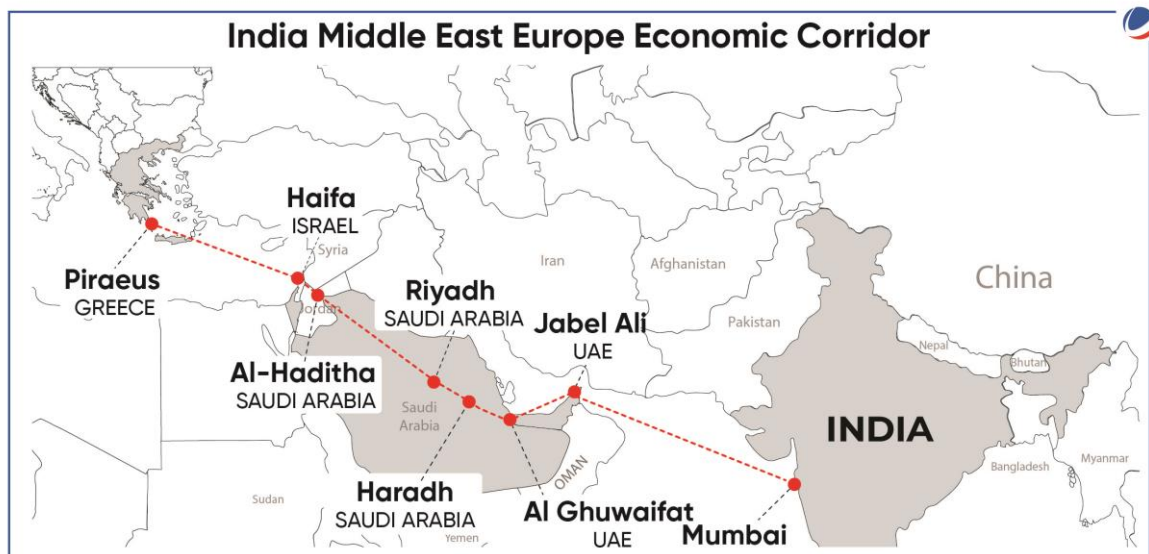 India Middle East Europe Economic Corridor
Haifa
ISRAEL
Syria
Piraeus
GREECE
Iran
Afghanistan
China
Jordan
Riyadh
SAUDI ARABIA
Jabel Ali
UAE
Pakistan
Nepal
Bhutan
Al-Haditha
SAUDI ARABIA
Saudi
Arabia
INDIA
OMAN
Bangladesh
Myanmar
Sudan
Haradh
SAUDI ARABIA
Yemen
Al Ghuwaifat
UAE
Mumbai